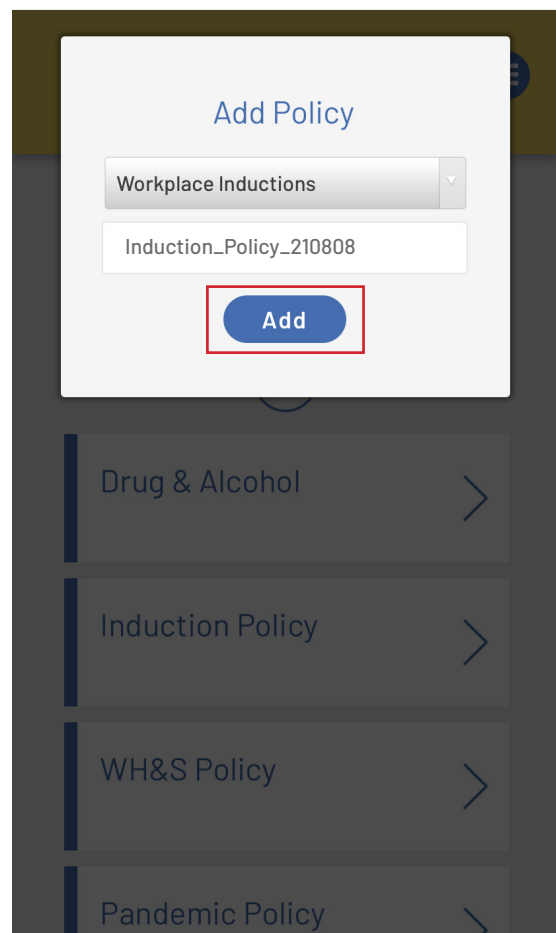 Add Policy
Workplace Inductions
Induction_Policy_210808
Add
Drug & Alcohol
Induction Policy
WH&S Policy
Pandemic Policy